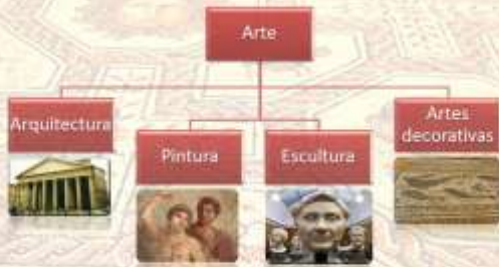 Arte
Arquitectura
Pintura
Escultura
Artes
decorativas